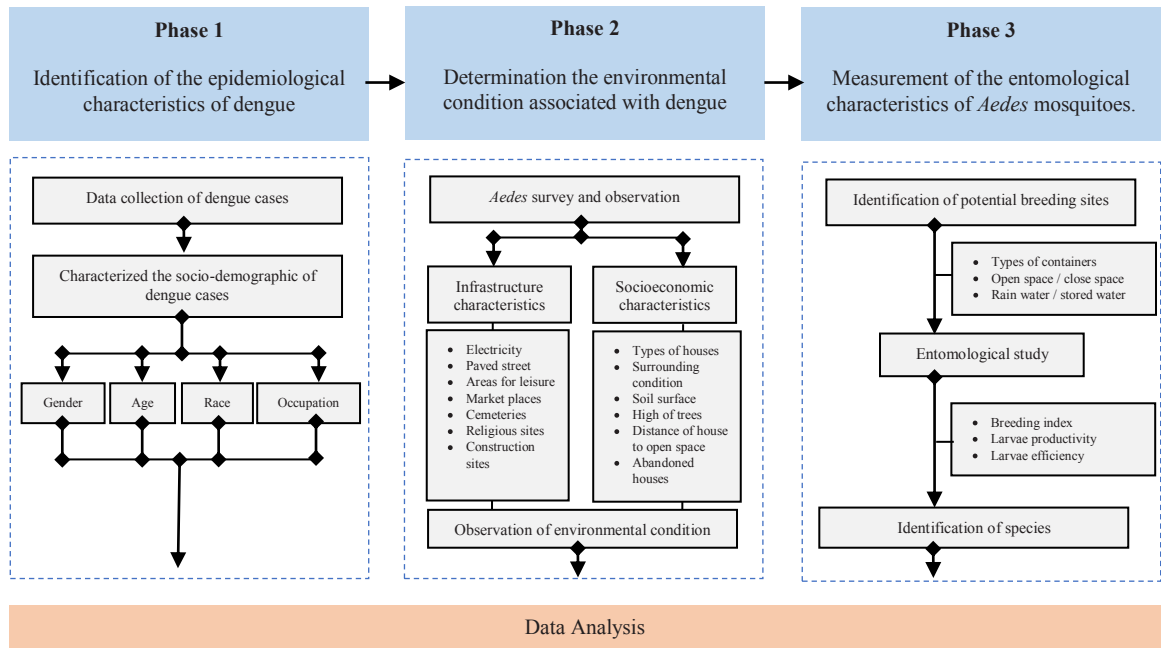 Phase 1
Identification of the epidemiological
characteristics of dengue
Phase 2
Determination the environmental
condition associated with dengue
Phase 3
Measurement of the entomological
characteristics of Aedes mosquitoes.
Data collection of dengue cases
Characterized the socio-demographic of
dengue cases
Gender
Age
Race
Occupation
Aedes survey and observation
Infrastructure
characteristics
Socioeconomic
characteristics
• Electricity
• Paved street
• Areas for leisure
• Market places
• Cemeteries
• Religious sites
• Construction
sites
• Types of houses
• Surrounding
condition
• Soil surface
• High of trees
• Distance of house
to open space
• Abandoned
houses
Observation of environmental condition
Identification of potential breeding sites
• Types of containers
• Open space / close space
• Rain water / stored water
Entomological study
• Breeding index
• Larvae productivity
• Larvae efficiency
Identification of species
Data Analysis